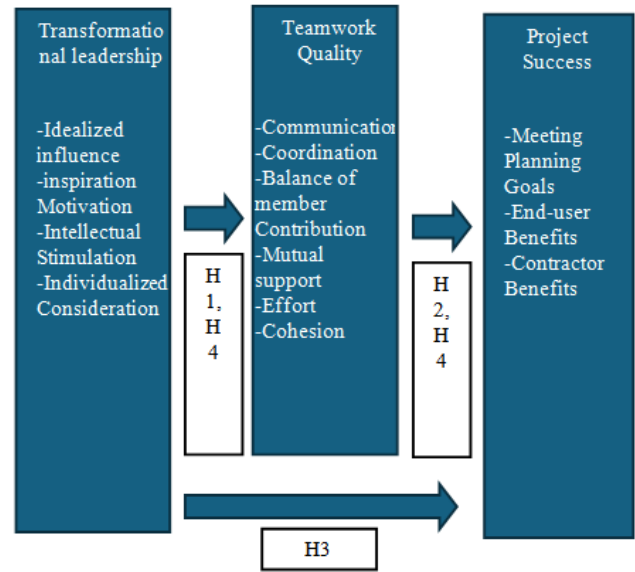 Transformatio
nal leadership
-Idealized
influence
-inspiration
Motivation
-Intellectual
Stimulation
-Individualized
Consideration
H
1,
H
4
Teamwork
Quality
-Communication
-Coordination
-Balance of
member
Contribution
-Mutual
support
-Effort
-Cohesion
H
2,
H
4
Project
Success
-Meeting
Planning
Goals
-End-user
Benefits
-Contractor
Benefits
H3